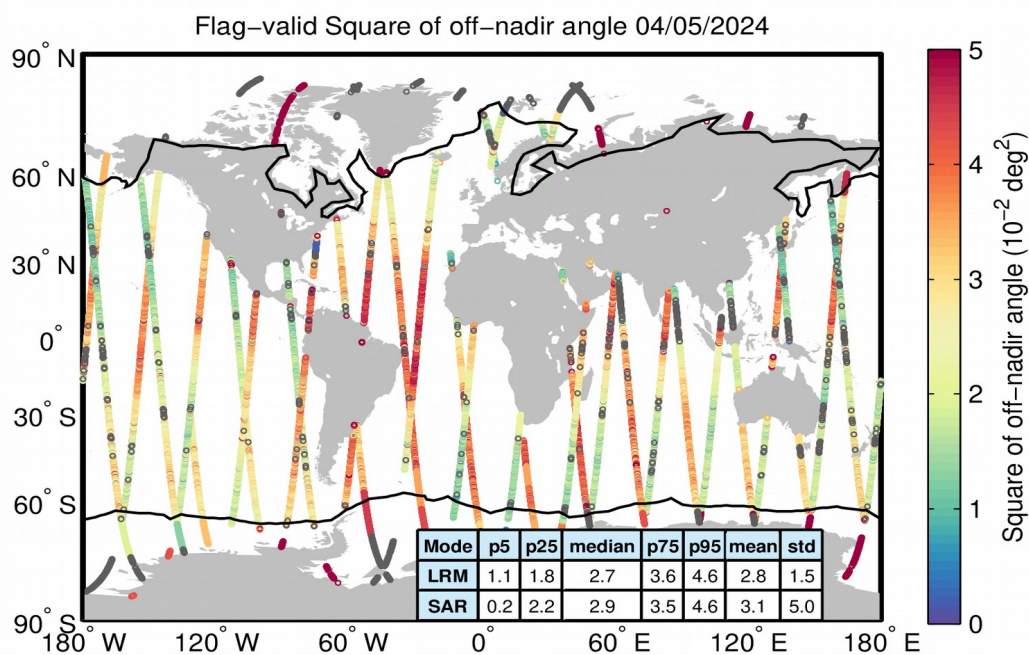 Flag−valid Square of off−nadir angle 04/05/2024
90° N
60° N
30° N
0°
30° S
60° S
90° S
180° W
120° W
60° W
0°
60° E
120° E
180° E
Mode p5 p25 median p75 p95 mean std
LRM 1.1 1.8 2.7 3.6 4.6 2.8 1.5
SAR 0.2 2.2 2.9 3.5 4.6 3.1 5.0
5
4
3
2
1
0
Square of off−nadir angle (10⁻² deg²)